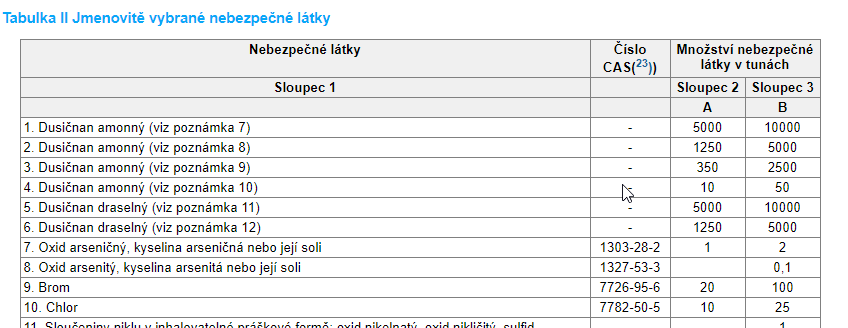 Tabulka II Jmenovitě vybrané nebezpečné látky
Nebezpečné látky Číslo CAS(23)) Množství nebezpečné látky v tunách
Sloupec 1 Sloupec 2 Sloupec 3
A B
1. Dusičnan amonný (viz poznámka 7) - 5000 10000
2. Dusičnan amonný (viz poznámka 8) - 1250 5000
3. Dusičnan amonný (viz poznámka 9) - 350 2500
4. Dusičnan amonný (viz poznámka 10) - 10 50
5. Dusičnan draselný (viz poznámka 11) - 5000 10000
6. Dusičnan draselný (viz poznámka 12) - 1250 5000
7. Oxid arseničný, kyselina arseničná nebo její soli 1303-28-2 1 2
8. Oxid arsenitý, kyselina arsenitá nebo její soli 1327-53-3 0,1
9. Brom 7726-95-6 20 100
10. Chlor 7782-50-5 10 25
11. Sloučeniny niklu v inhalovatelné práškové formě: oxid nikelnatý, oxid nikličitý, sulfid 1